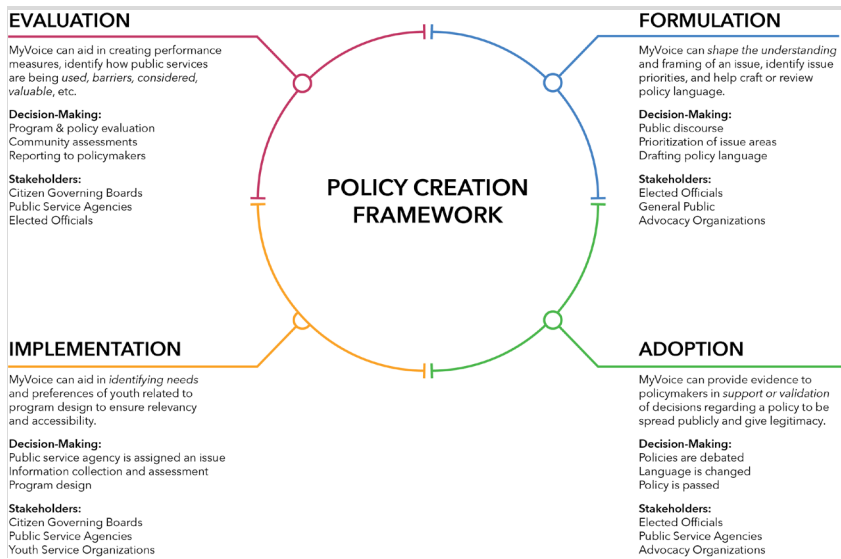 EVALUATION
MyVoice can aid in creating performance
measures, identify how public services
are being used, barriers, considered,
valuable, etc.
Decision-Making:
Program & policy evaluation
Community assessments
Reporting to policymakers
Stakeholders:
Citizen Governing Boards
Public Service Agencies
Elected Officials
FORMULATION
MyVoice can shape the understanding
and framing of an issue, identify issue
priorities, and help craft or review
policy language.
Decision-Making:
Public discourse
Prioritization of issue areas
Drafting policy language
Stakeholders:
Elected Officials
General Public
Advocacy Organizations
POLICY CREATION
FRAMEWORK
IMPLEMENTATION
MyVoice can aid in identifying needs
and preferences of youth related to
program design to ensure relevancy
and accessibility.
Decision-Making:
Public service agency is assigned an issue
Information collection and assessment
Program design
Stakeholders:
Citizen Governing Boards
Public Service Agencies
Youth Service Organizations
ADOPTION
MyVoice can provide evidence to
policymakers in support or validation
of decisions regarding a policy to be
spread publicly and give legitimacy.
Decision-Making:
Policies are debated
Language is changed
Policy is passed
Stakeholders:
Elected Officials
Public Service Agencies
Advocacy Organizations